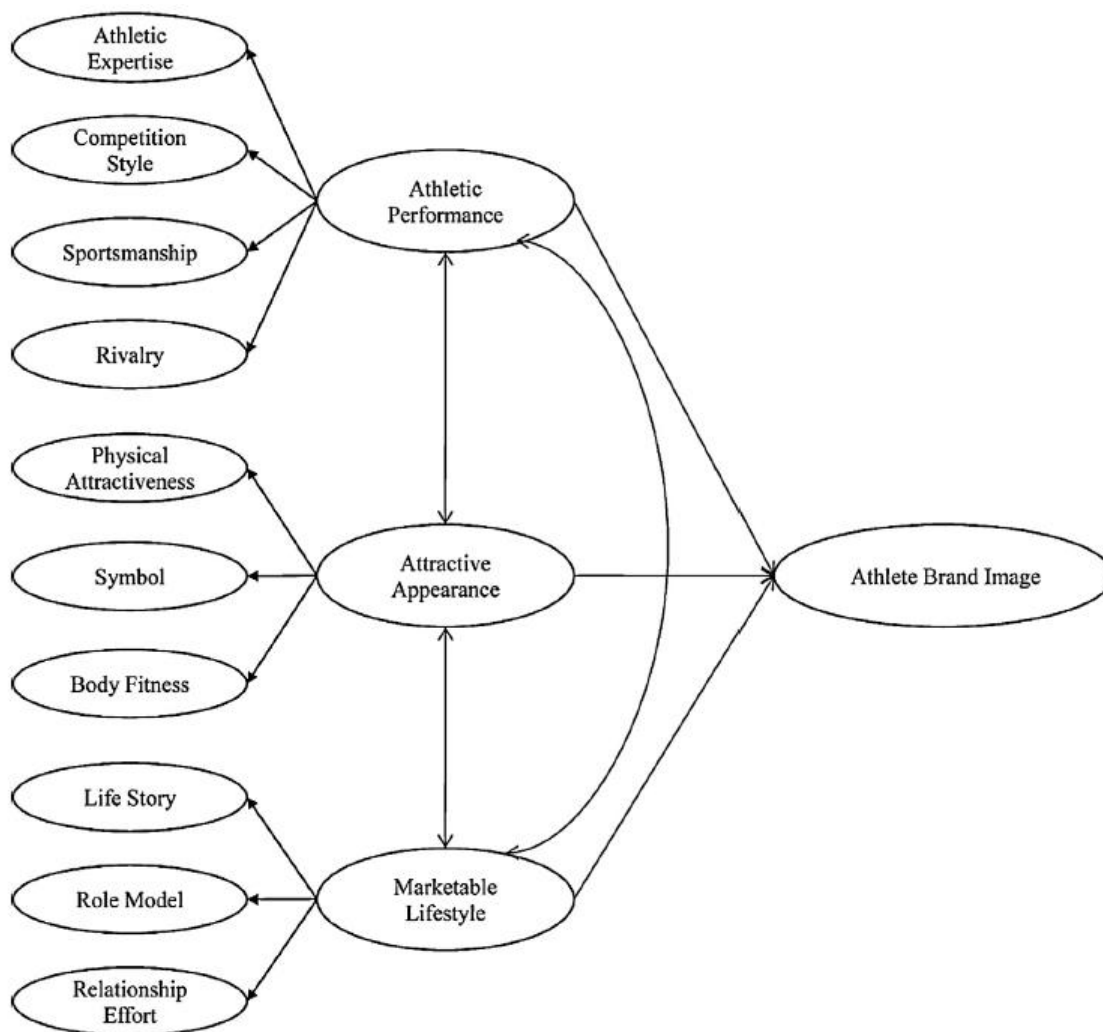 Athletic
Expertise
Competition
Style
Sportsmanship
Rivalry
Physical
Attractiveness
Symbol
Body Fitness
Life Story
Role Model
Relationship
Effort
Athletic
Performance
Attractive
Appearance
Marketable
Lifestyle
Athlete Brand Image